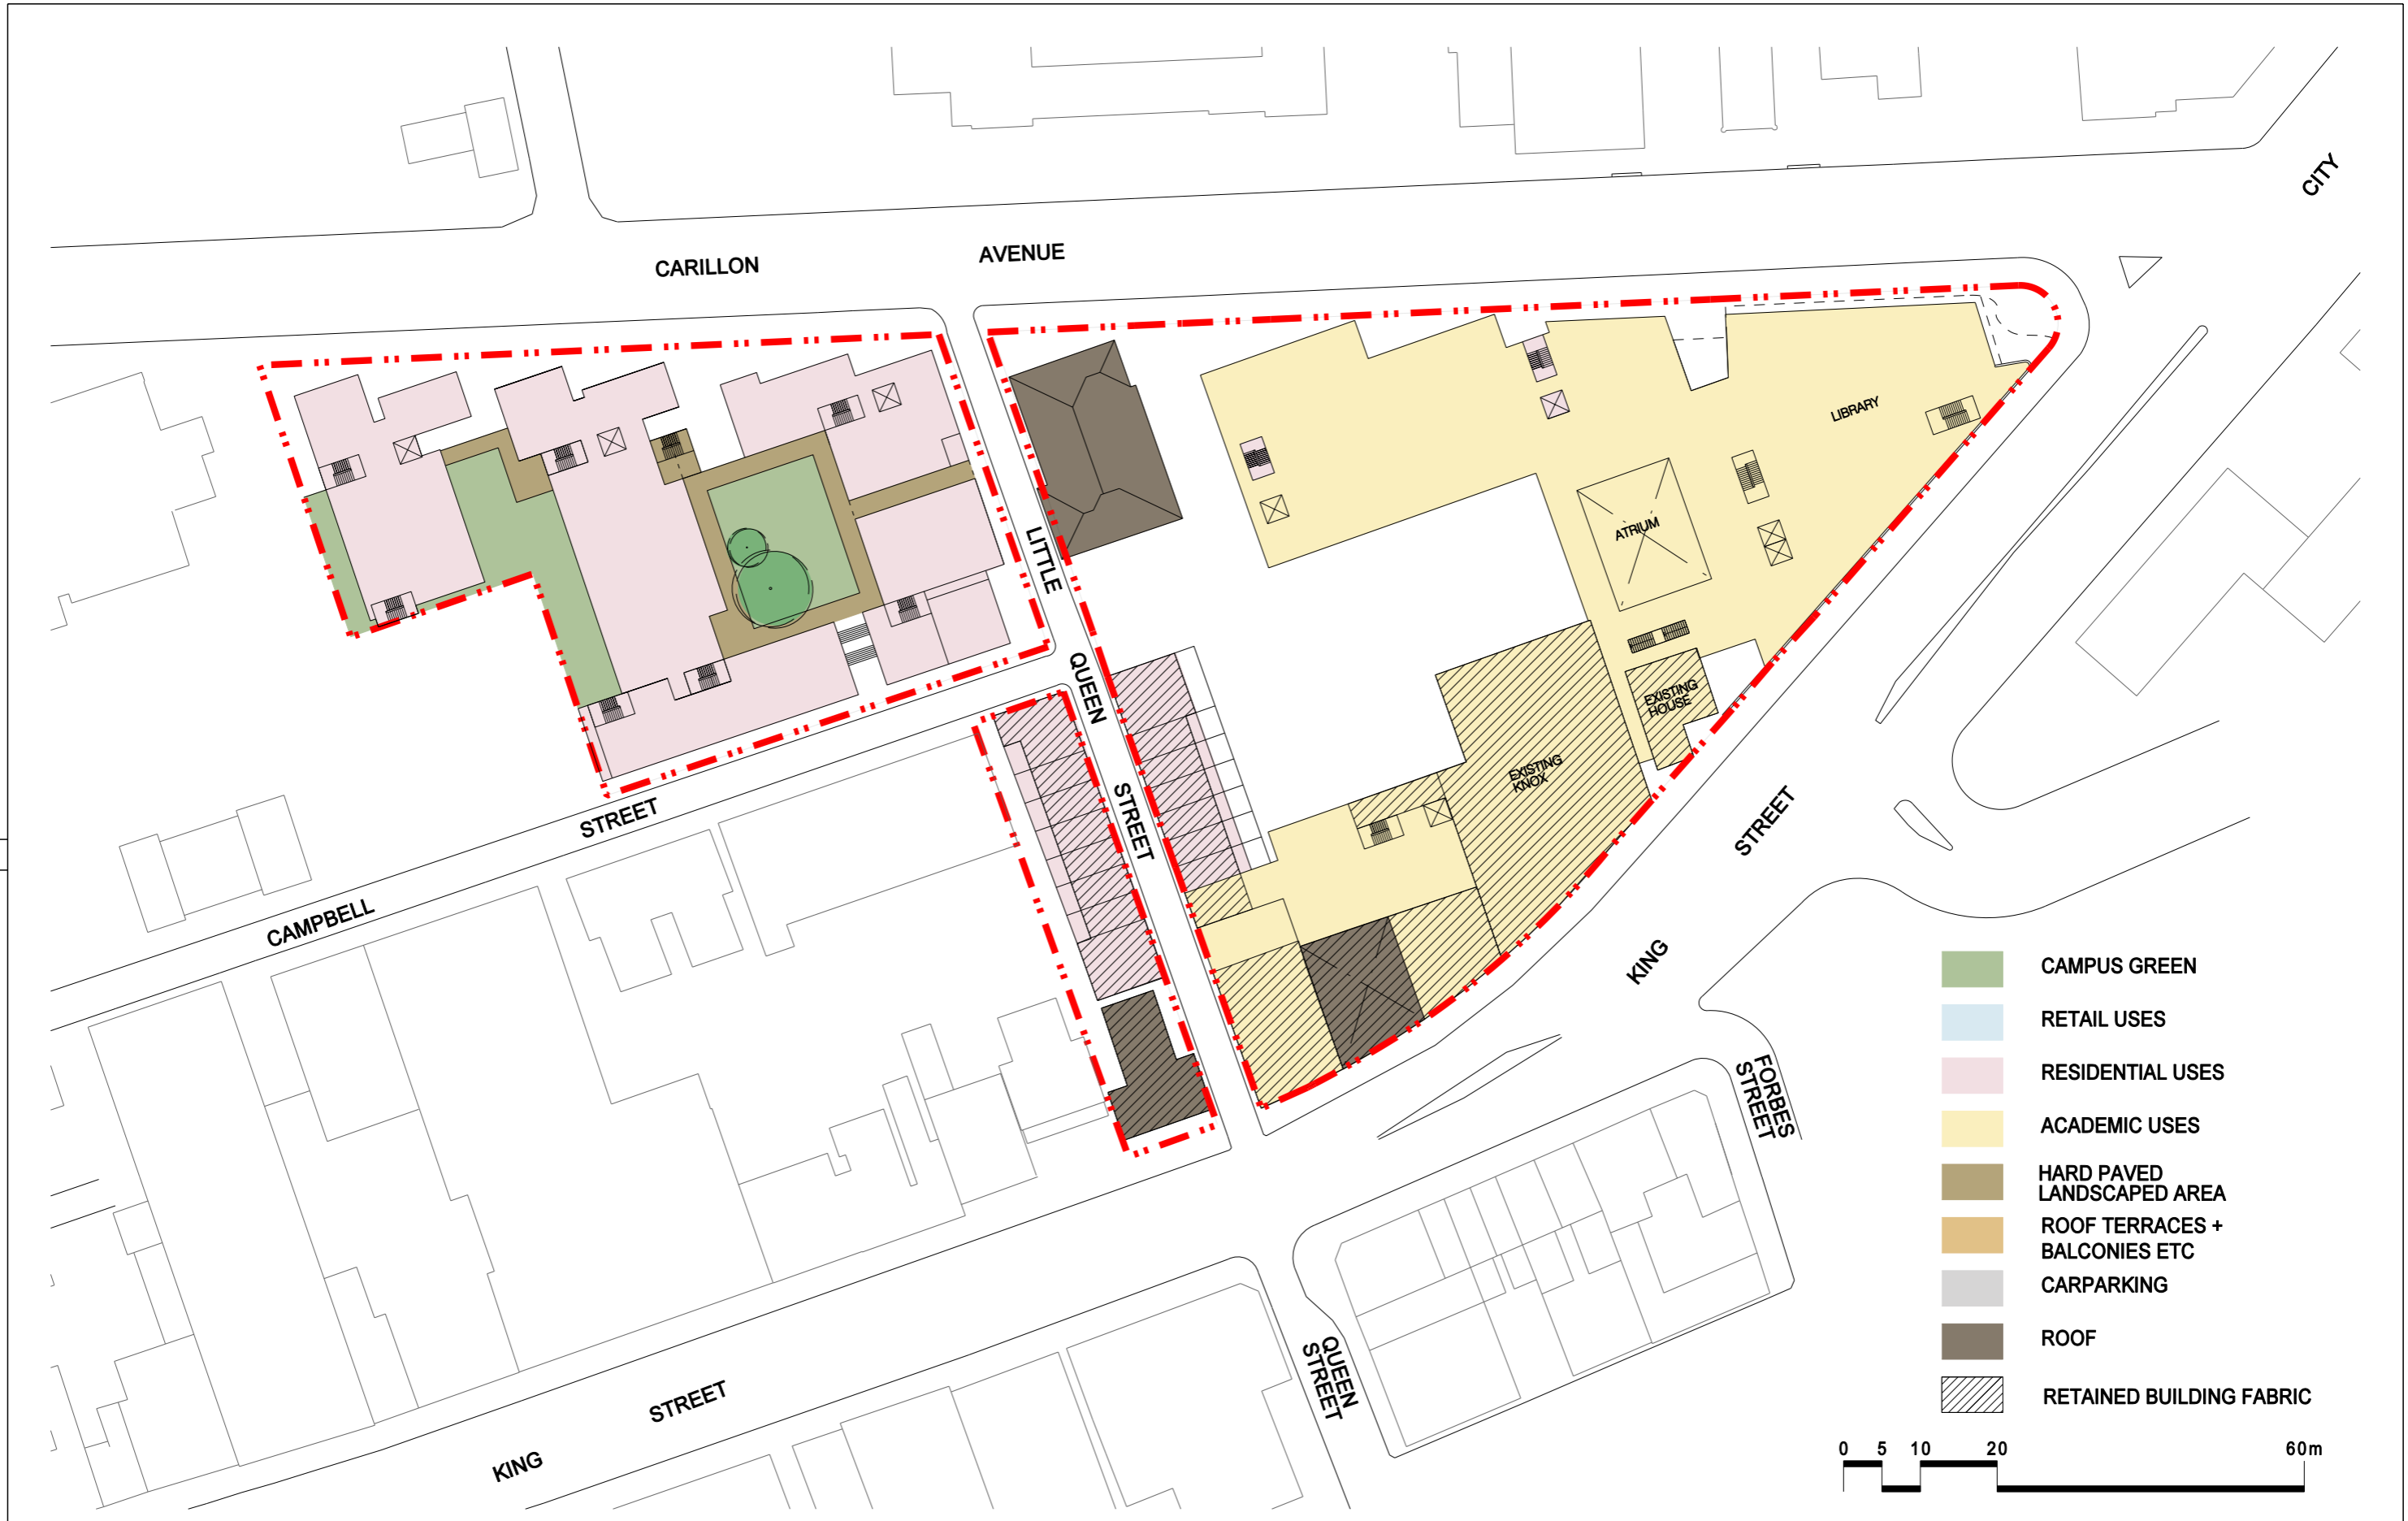 CITY
CARILLON
AVENUE
LIBRARY
ATRIUM
LITTLE
QUEEN
STREET
EXISTING
HOUSE
EXISTING
KNOX
STREET
KING
CAMPBELL
STREET
FORBES
STREET
QUEEN
STREET
KING
STREET
CAMPUS GREEN
RETAIL USES
RESIDENTIAL USES
ACADEMIC USES
HARD PAVED
LANDSCAPED AREA
ROOF TERRACES +
BALCONIES ETC
CARPARKING
ROOF
RETAINED BUILDING FABRIC
0 5 10 20 60m